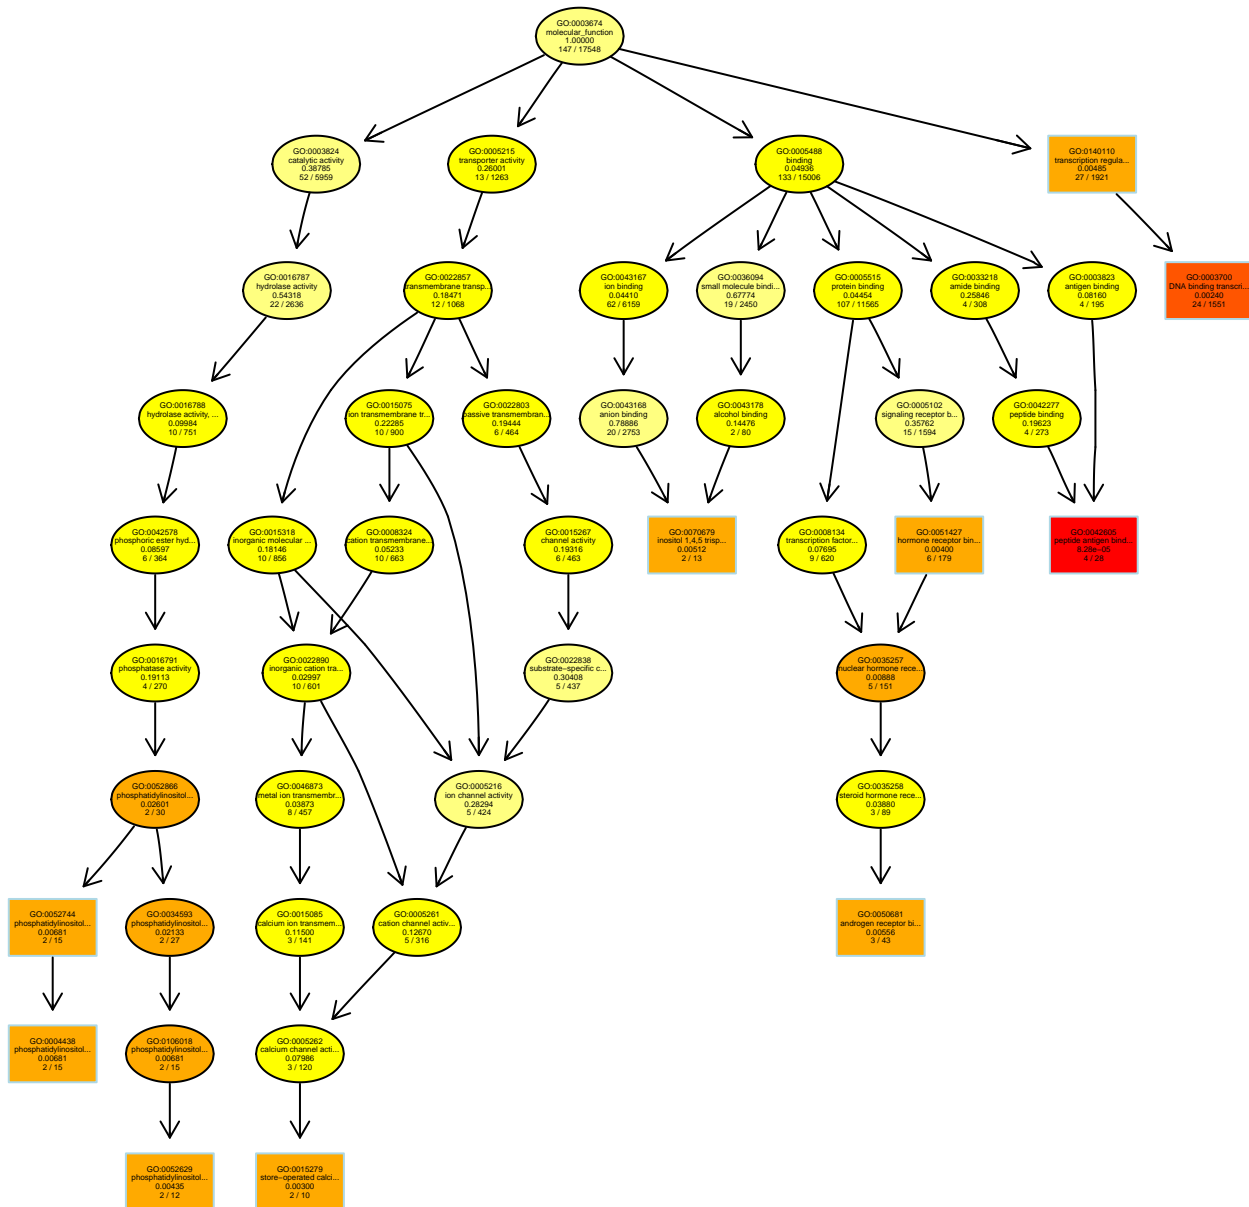 GO:0003674
molecular_function
1.00000
147 / 17548
GO:0003824
catalytic activity
0.38785
52 / 5959
GO:0005215
transporter activity
0.26001
13 / 1263
GO:0005488
binding
0.04936
133 / 15006
GO:0140110
transcription regula...
0.00485
27 / 1921
GO:0016787
hydrolase activity
0.54318
22 / 2636
GO:0022857
transmembrane transp...
0.18471
12 / 1068
GO:0043167
ion binding
0.04410
62 / 6159
GO:0036094
small molecule bindi...
0.67774
19 / 2450
GO:0005515
protein binding
0.04454
107 / 11565
GO:0033218
amide binding
0.25846
4 / 308
GO:0003823
antigen binding
0.08160
4 / 195
GO:0003700
DNA binding transcri...
0.00240
24 / 1551
GO:0016788
hydrolase activity, ...
0.09984
10 / 751
GO:0015075
ion transmembrane tr...
0.22285
10 / 900
GO:0022803
passive transmembran...
0.19444
6 / 464
GO:0043168
anion binding
0.78886
20 / 2753
GO:0043178
alcohol binding
0.14476
2 / 80
GO:0005102
signaling receptor b...
0.35762
15 / 1594
GO:0042277
peptide binding
0.19623
4 / 273
GO:0042578
phosphoric ester hyd...
0.08597
6 / 364
GO:0015318
inorganic molecular ...
0.18146
10 / 856
GO:0008324
cation transmembrane...
0.05233
10 / 663
GO:0015267
channel activity
0.19316
6 / 463
GO:0070679
inositol 1,4,5 trisp...
0.00512
2 / 13
GO:0008134
transcription factor...
0.07695
9 / 620
GO:0051427
hormone receptor bin...
0.00400
6 / 179
GO:0042605
peptide antigen bind...
8.28e−05
4 / 28
GO:0016791
phosphatase activity
0.19113
4 / 270
GO:0022890
inorganic cation tra...
0.02997
10 / 601
GO:0022838
substrate−specific c...
0.30408
5 / 437
GO:0035257
nuclear hormone rece...
0.00888
5 / 151
GO:0052866
phosphatidylinositol...
0.02601
2 / 30
GO:0046873
metal ion transmembr...
0.03873
8 / 457
GO:0005216
ion channel activity
0.28294
5 / 424
GO:0035258
steroid hormone rece...
0.03880
3 / 89
GO:0052744
phosphatidylinositol...
0.00681
2 / 15
GO:0034593
phosphatidylinositol...
0.02133
2 / 27
GO:0015085
calcium ion transmem...
0.11500
3 / 141
GO:0005261
cation channel activ...
0.12670
5 / 316
GO:0050681
androgen receptor bi...
0.00556
3 / 43
GO:0004438
phosphatidylinositol...
0.00681
2 / 15
GO:0106018
phosphatidylinositol...
0.00681
2 / 15
GO:0005262
calcium channel acti...
0.07986
3 / 120
GO:0052629
phosphatidylinositol...
0.00435
2 / 12
GO:0015279
store−operated calci...
0.00300
2 / 10